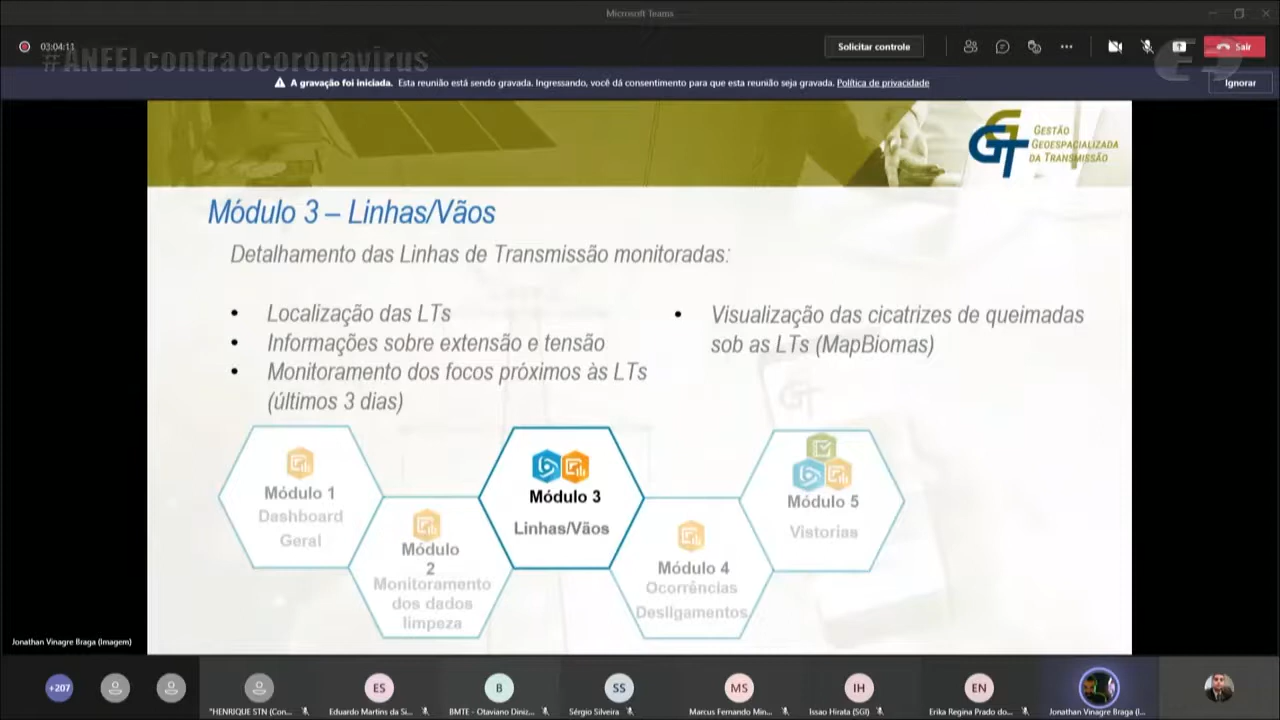 Microsoft Teams
03:04:11
#ANEELcontraocoronavirus
Solicitar controle
Sair
A gravação foi iniciada. Esta reunião está sendo gravada. Ingressando, você dá consentimento para que esta reunião seja gravada. Política de privacidade
Ignorar
GGT
GESTÃO
GEOESPACIALIZADA
DA TRANSMISSÃO
Módulo 3 – Linhas/Vãos
Detalhamento das Linhas de Transmissão monitoradas:
• Localização das LTs
• Informações sobre extensão e tensão
• Monitoramento dos focos próximos às LTs
(últimos 3 dias)
• Visualização das cicatrizes de queimadas
sob as LTs (MapBiomas)
Módulo 1
Dashboard
Geral
Módulo
2
Monitoramento
dos dados
limpeza
Módulo 3
Linhas/Vãos
Módulo 4
Ocorrências
Desligamentos
Módulo 5
Vistorias
Jonathan Vinagre Braga (Imagem)
+207
ES
B
SS
MS
IH
EN
"HENRIQUE STN (Con...
Eduardo Martins da Si...
BMTE - Otaviano Diniz...
Sérgio Silveira
Marcus Fernando Min...
Issao Hirata (SGI)
Erika Regina Prado do...
Jonathan Vinagre Braga (I...